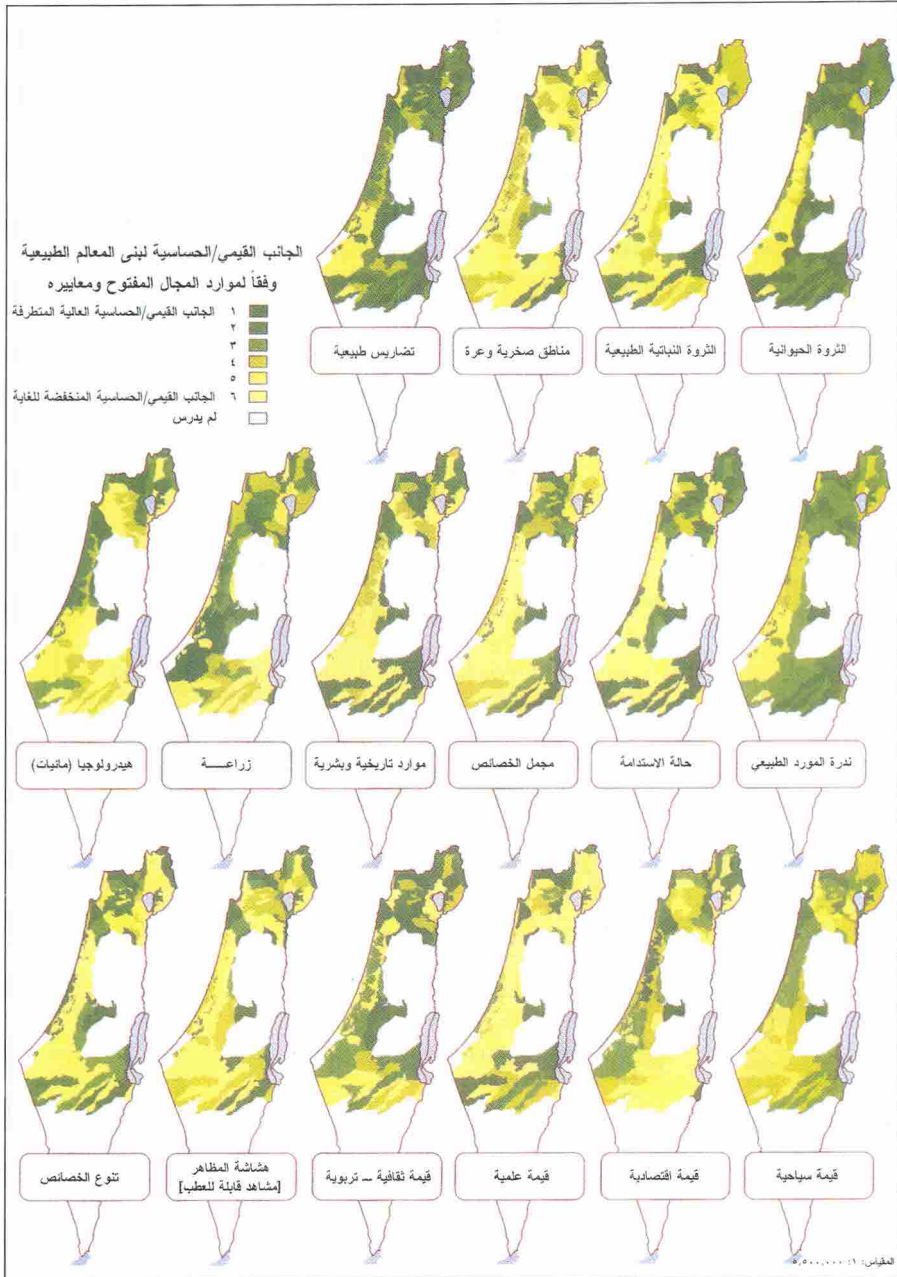 الجانب القيمي/الحساسية لبنى المعالم الطبيعية
وفقاً لموارد المجال المفتوح ومعاييره
١ الجانب القيمي/الحساسية العالية المتطرفة
٢
٣
٤
٥
٦ الجانب القيمي/الحساسية المنخفضة للغاية
لم يدرس
الثروة الحيوانية
الثروة النباتية الطبيعية
مناطق صخرية وعرة
تضاريس طبيعية
ندرة المورد الطبيعي
حالة الاستدامة
مجمل الخصائص
موارد تاريخية وبشرية
زراعـــــة
هيدرولوجيا (مائيات)
قيمة سياحية
قيمة اقتصادية
قيمة علمية
قيمة ثقافية ــ تربوية
هشاشة المظاهر
[مشاهد قابلة للعطب]
تنوع الخصائص
المقياس: ١: ٥,٥٠٠,٠٠٠